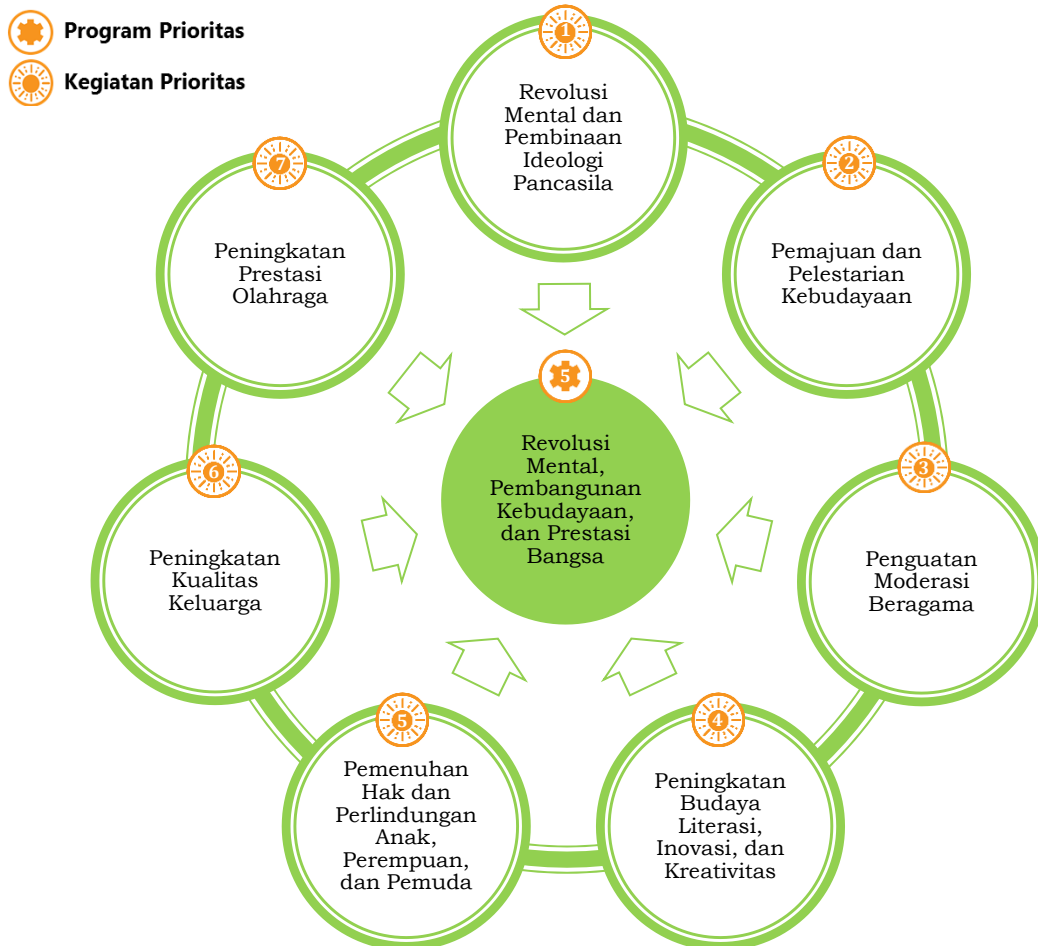 Program Prioritas
Kegiatan Prioritas
1
Revolusi
Mental dan
Pembinaan
Ideologi
Pancasila
2
Pemajuan dan
Pelestarian
Kebudayaan
3
Penguatan
Moderasi
Beragama
4
Peningkatan
Budaya
Literasi,
Inovasi, dan
Kreativitas
5
Pemenuhan
Hak dan
Perlindungan
Anak,
Perempuan,
dan Pemuda
6
Peningkatan
Kualitas
Keluarga
7
Peningkatan
Prestasi
Olahraga
5
Revolusi
Mental,
Pembangunan
Kebudayaan,
dan Prestasi
Bangsa